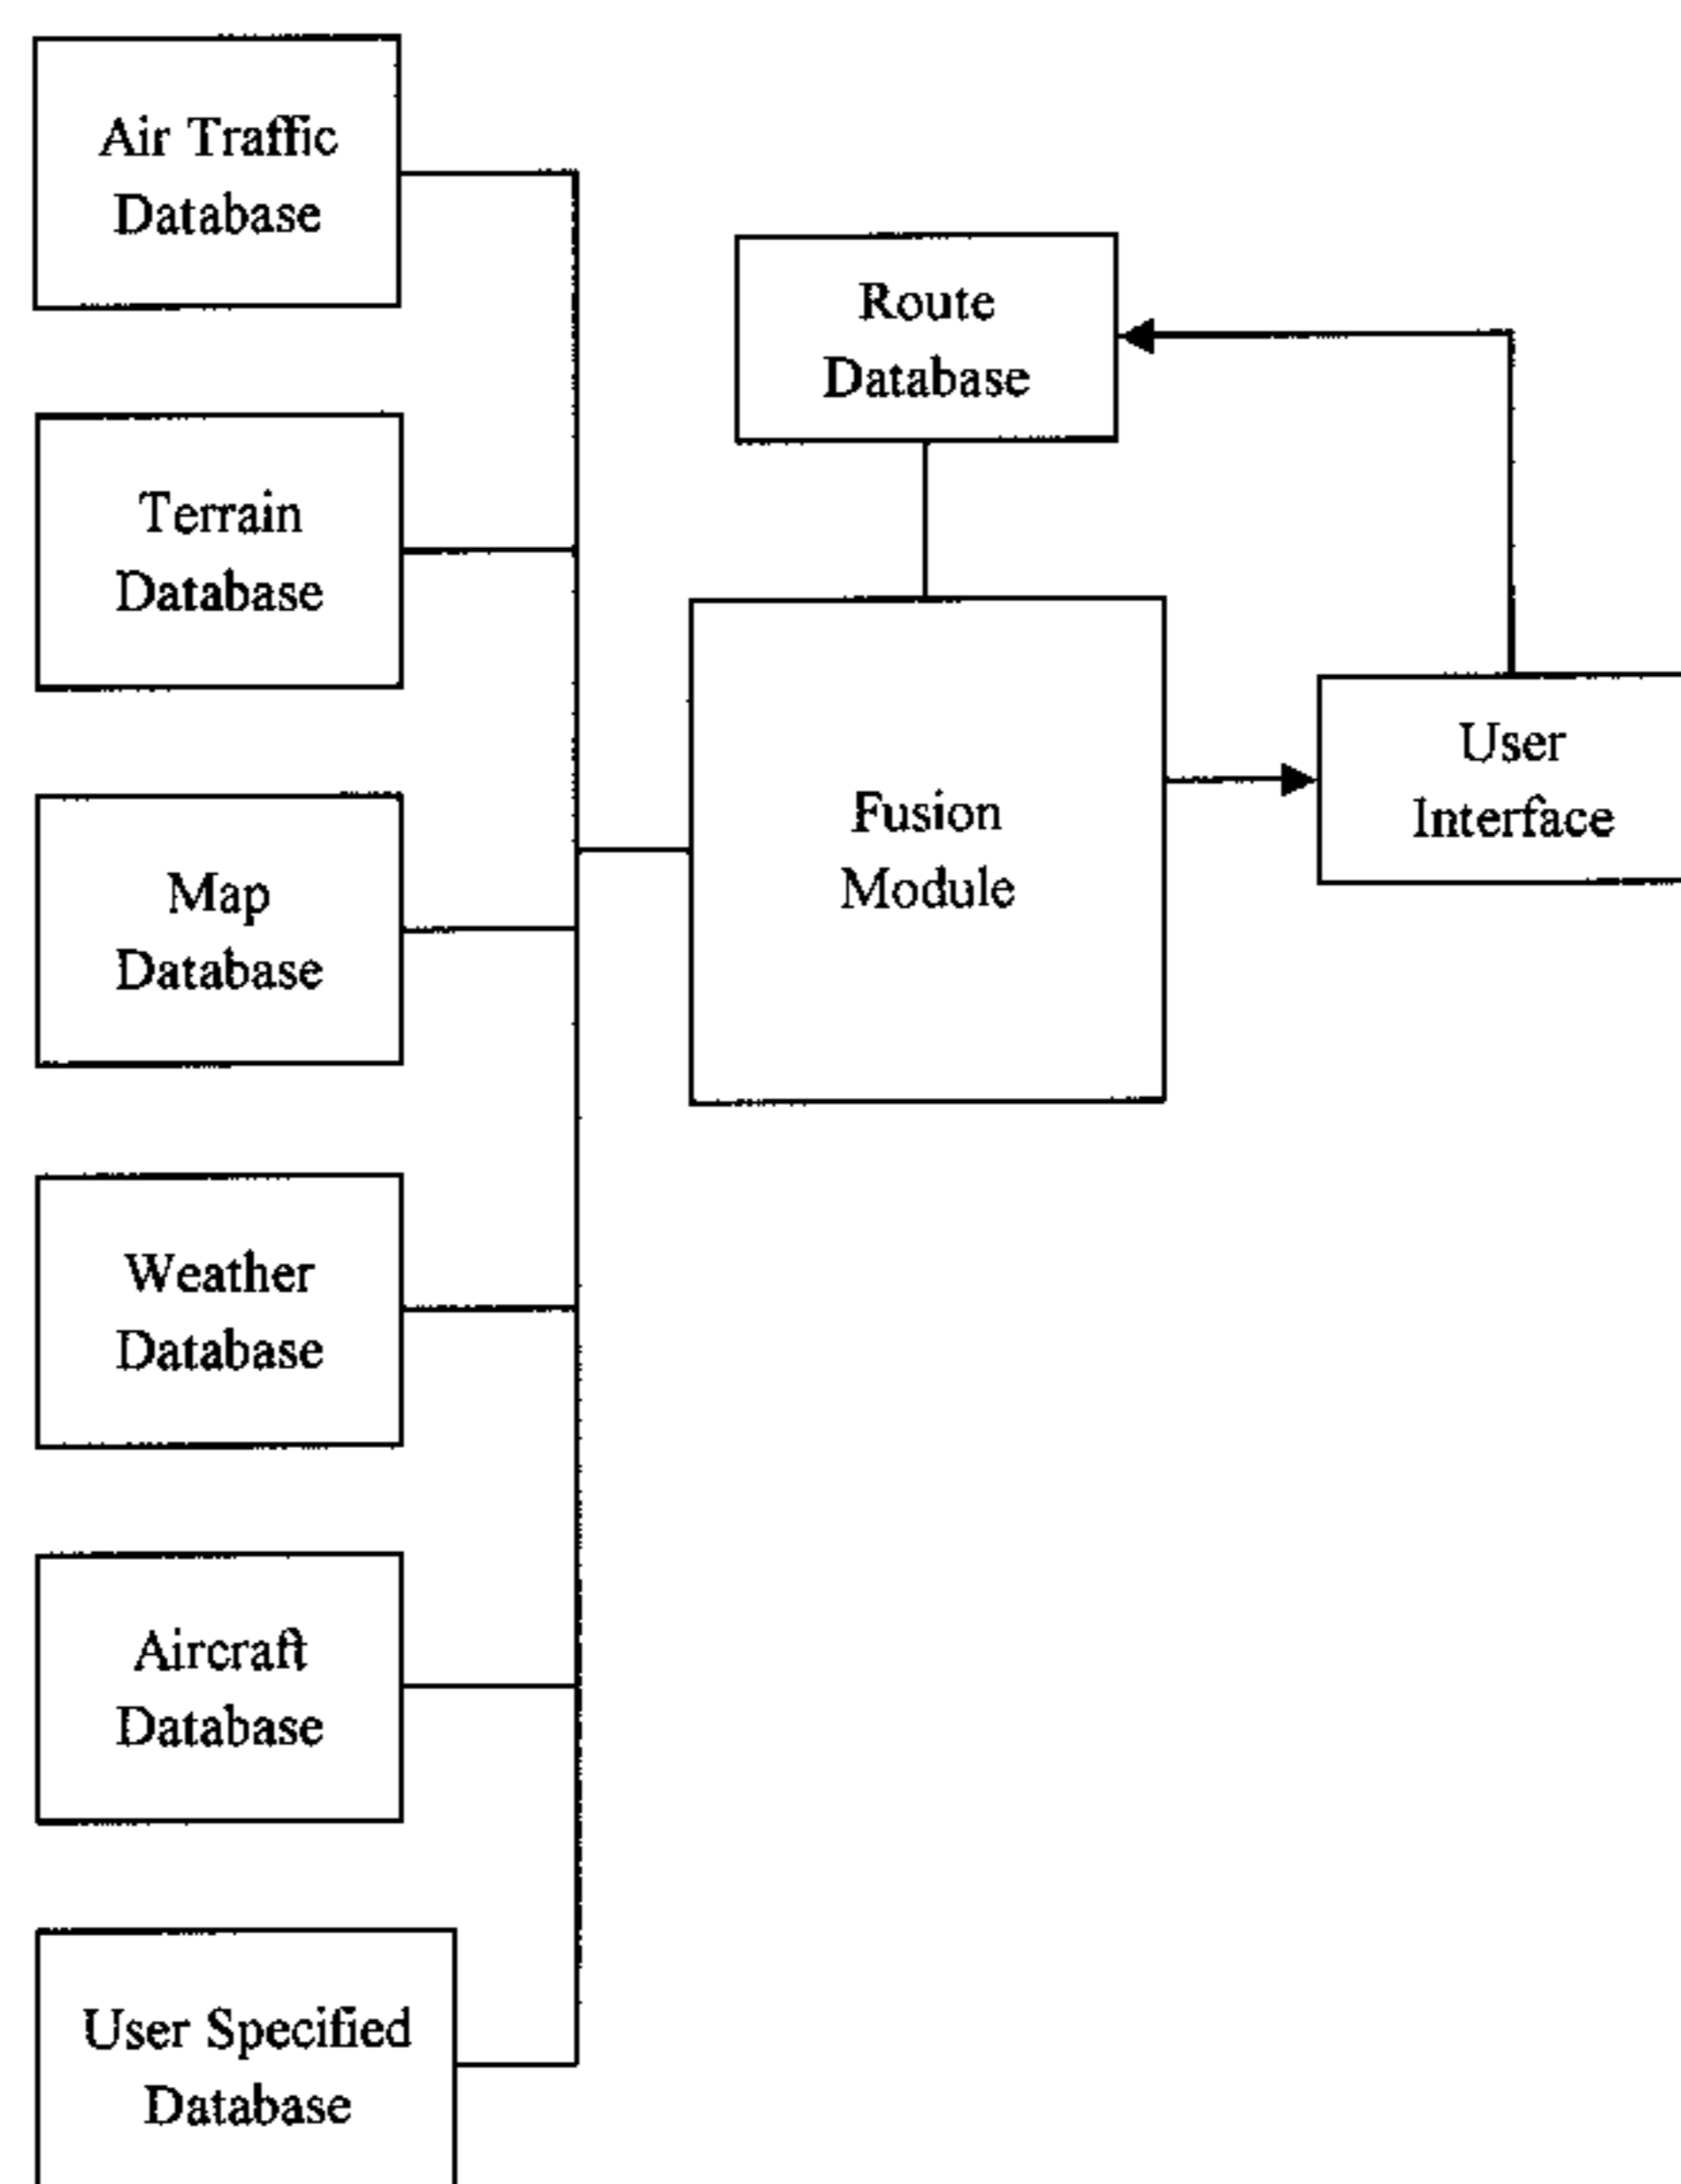 Air Traffic
Database
Route
Database
Terrain
Database
User
Interface
Fusion
Module
Map
Database
Weather
Database
Aircraft
Database
User Specified
Database